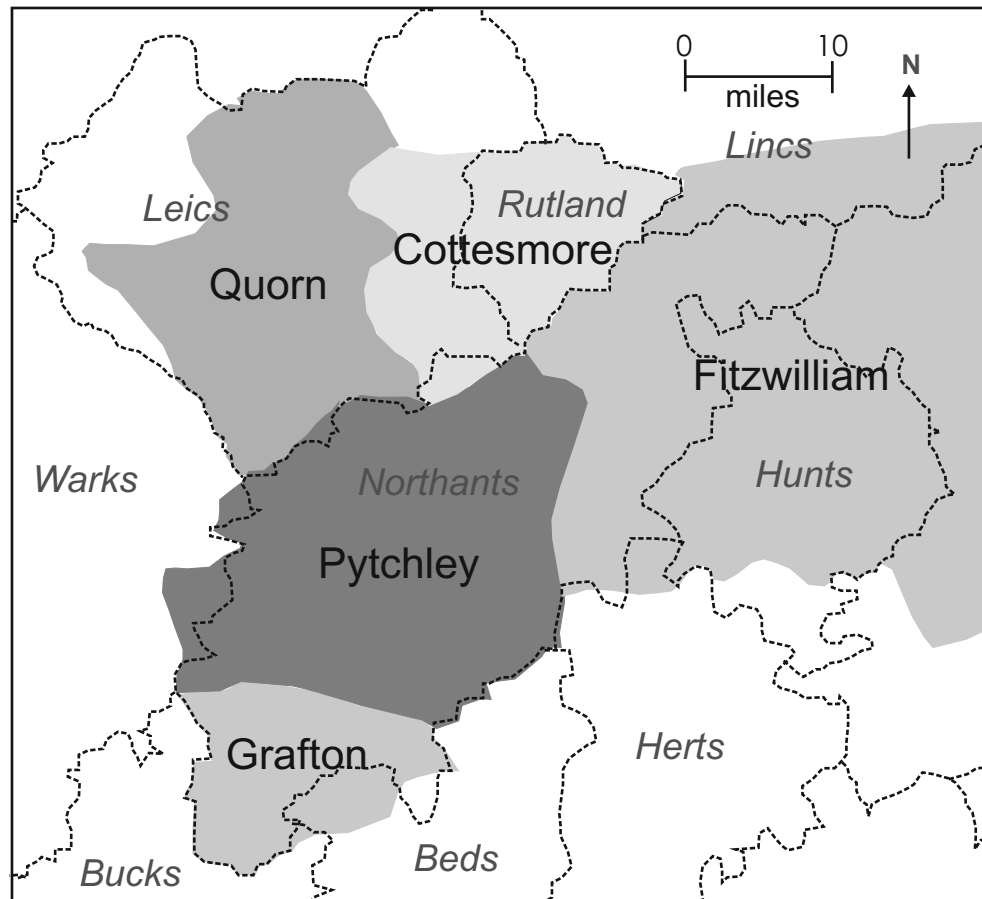 0 10
miles
N
Lincs
Leics
Rutland
Cottesmore
Quorn
Fitzwilliam
Warks
Northants
Hunts
Pytchley
Grafton
Herts
Bucks
Beds